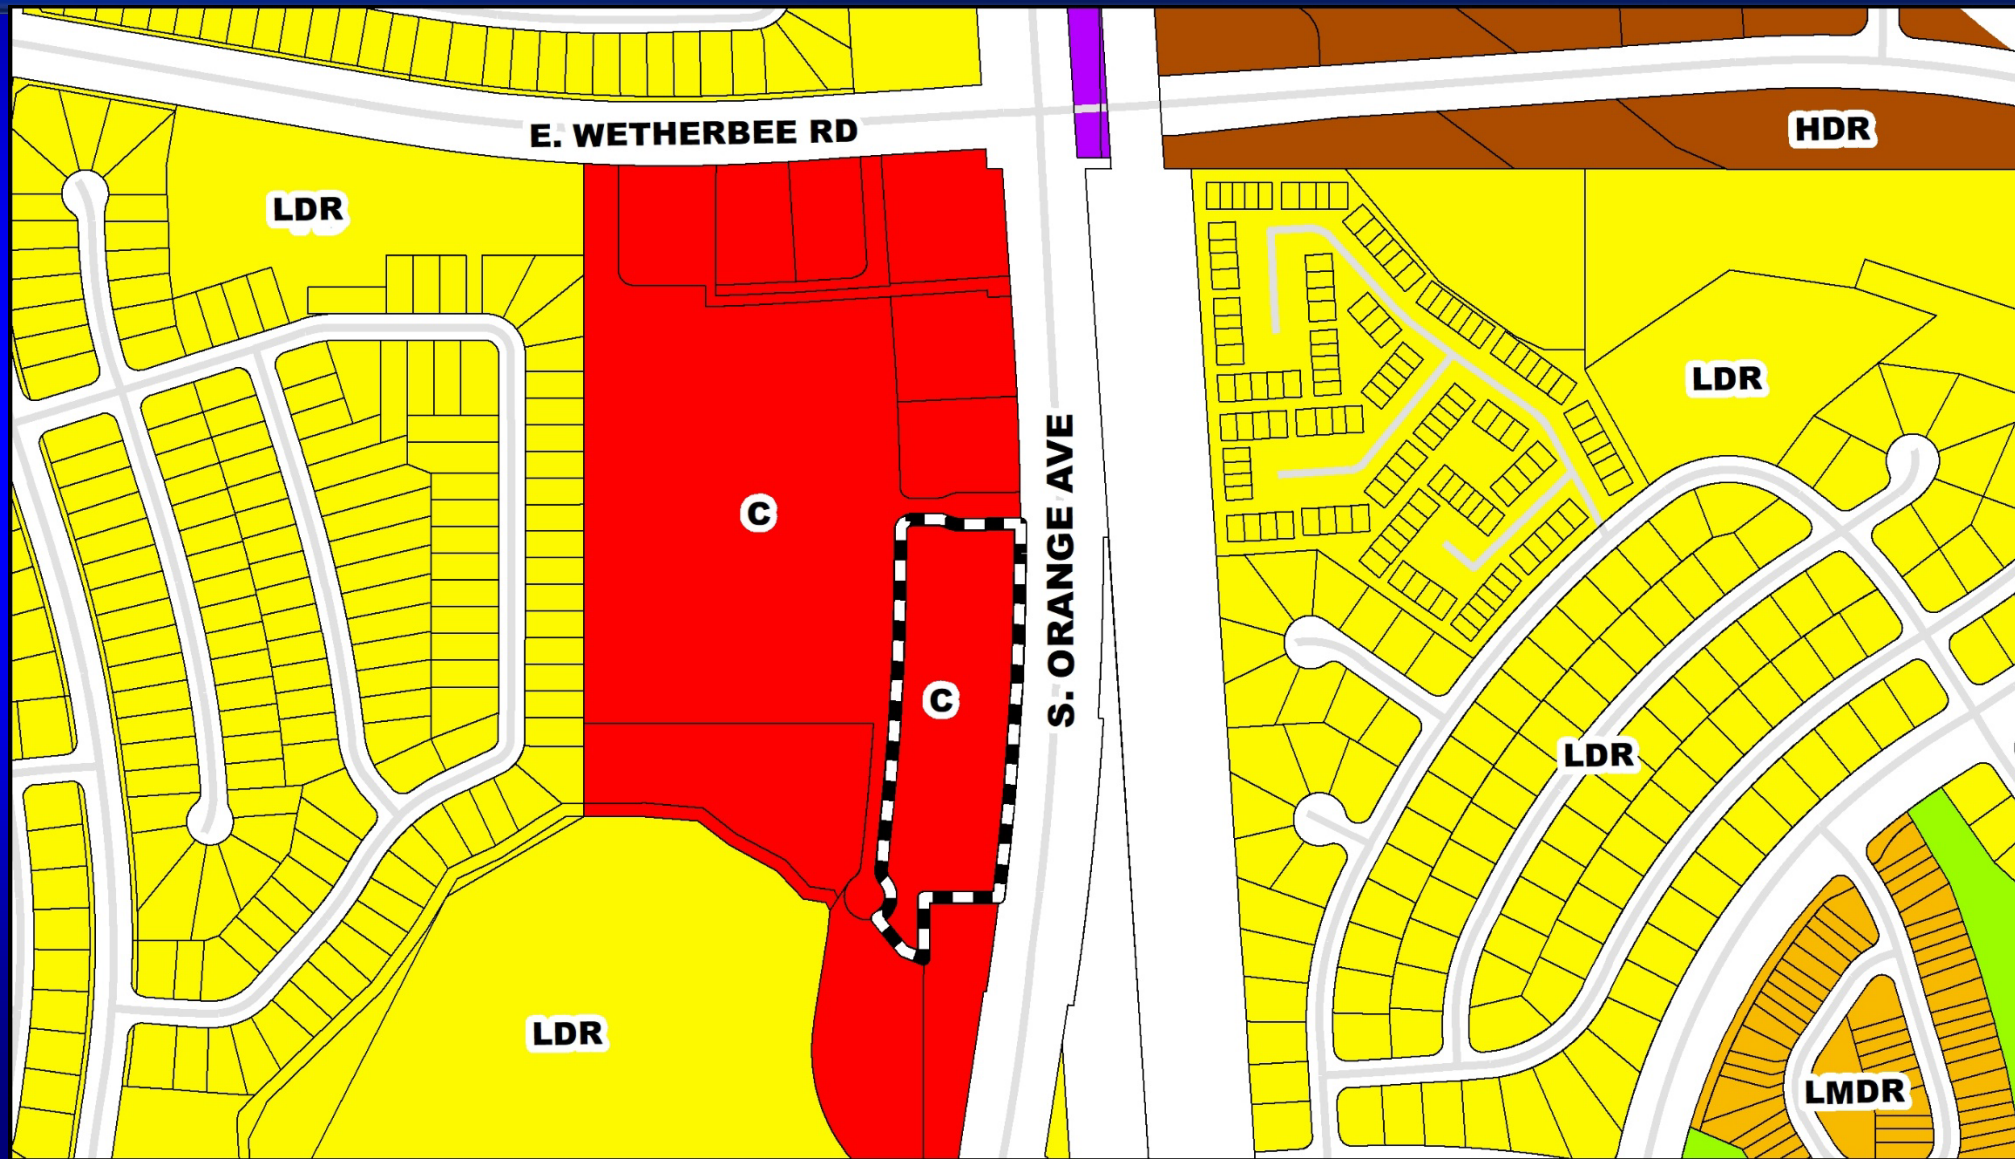 E. WETHERBEE RD
HDR
LDR
LDR
C
S. ORANGE AVE
C
LDR
LDR
LMDR